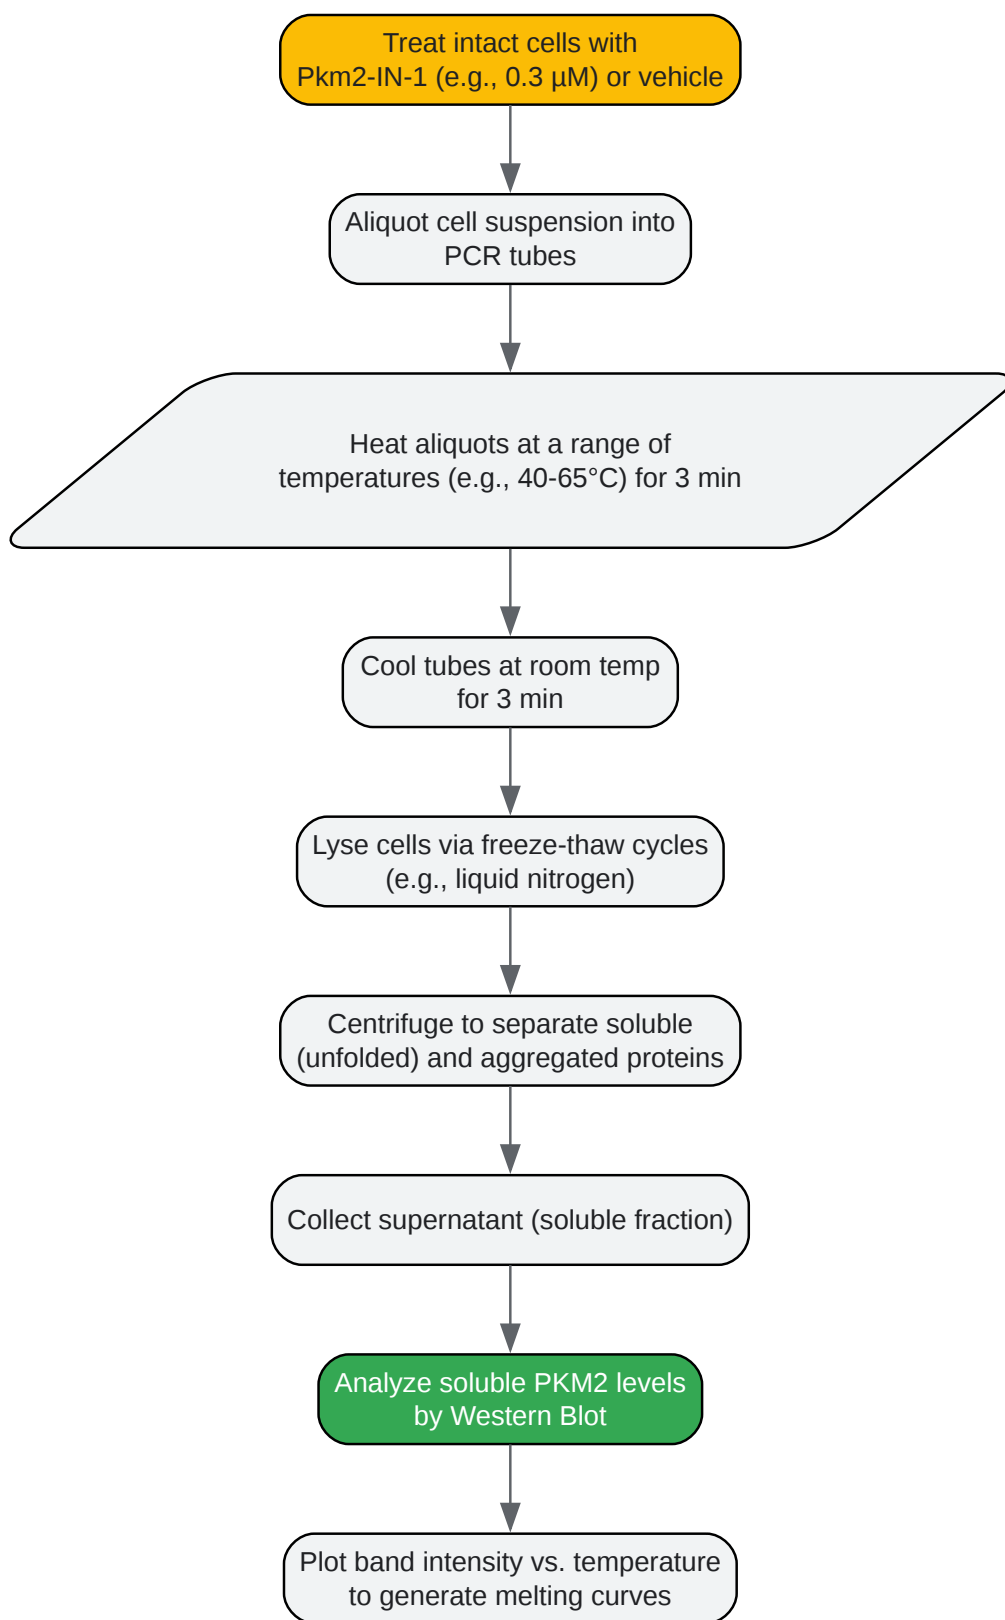 Treat intact cells with
Pkm2-IN-1 (e.g., 0.3 µM) or vehicle
Aliquot cell suspension into
PCR tubes
Heat aliquots at a range of
temperatures (e.g., 40-65°C) for 3 min
Cool tubes at room temp
for 3 min
Lyse cells via freeze-thaw cycles
(e.g., liquid nitrogen)
Centrifuge to separate soluble
(unfolded) and aggregated proteins
Collect supernatant (soluble fraction)
Analyze soluble PKM2 levels
by Western Blot
Plot band intensity vs. temperature
to generate melting curves